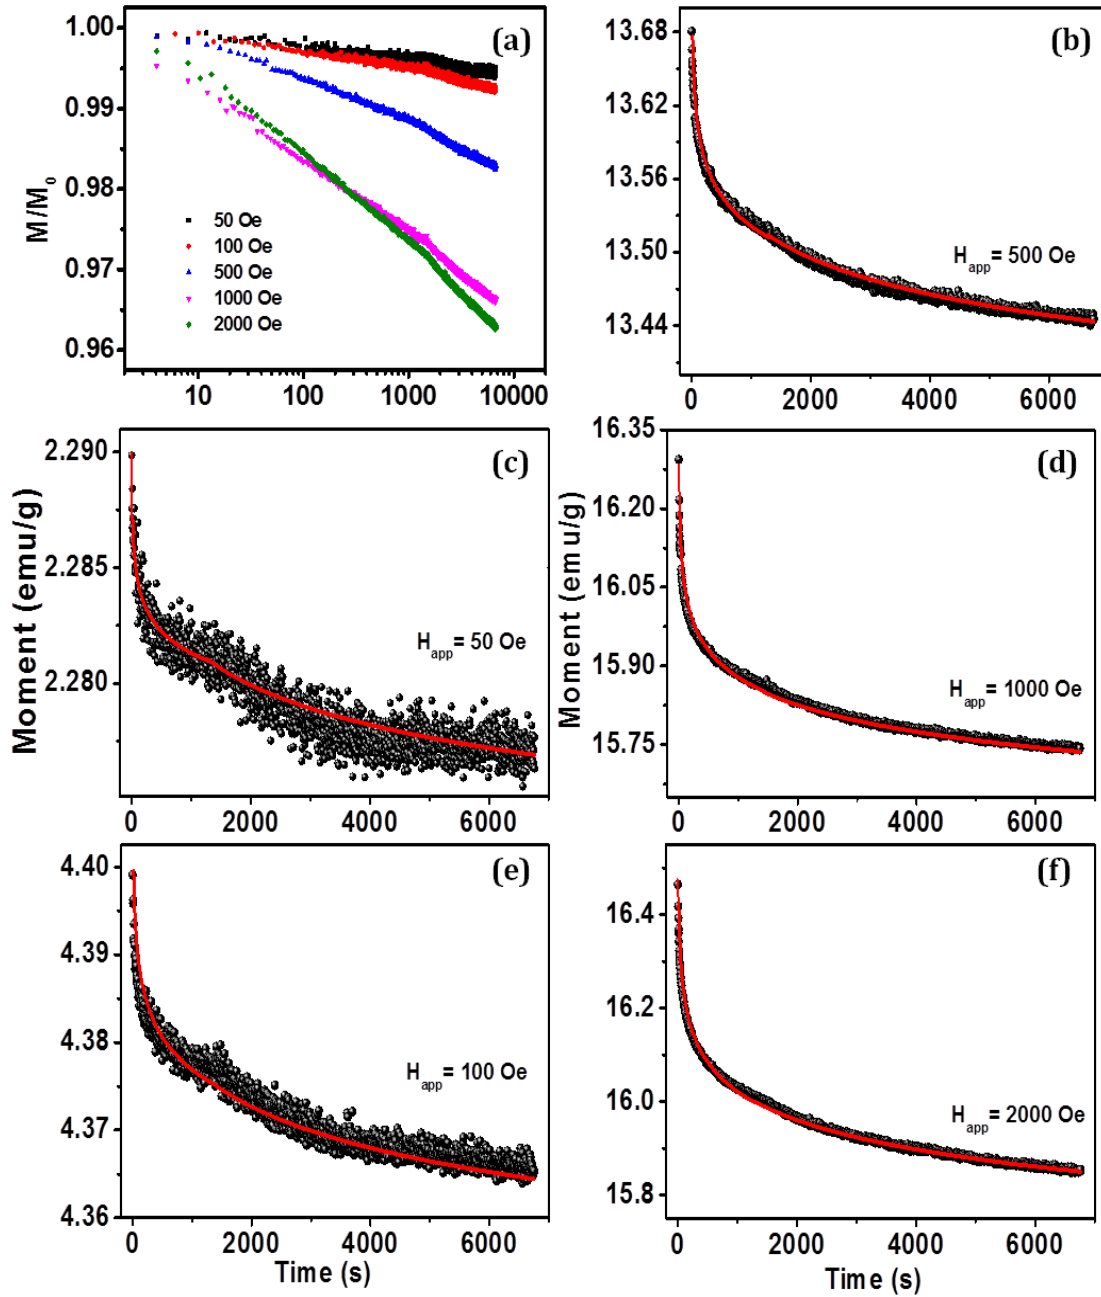 (a)
1.00
0.99
0.98
0.97
0.96
M/M₀
50 Oe
100 Oe
500 Oe
1000 Oe
2000 Oe
10 100 1000 10000
(b)
13.68
13.62
13.56
13.50
13.44
H_app = 500 Oe
0 2000 4000 6000
(c)
2.290
2.285
2.280
Moment (emu/g)
H_app = 50 Oe
0 2000 4000 6000
(d)
16.35
16.20
16.05
15.90
15.75
Moment (emu/g)
H_app = 1000 Oe
0 2000 4000 6000
(e)
4.40
4.39
4.38
4.37
4.36
H_app = 100 Oe
0 2000 4000 6000
Time (s)
(f)
16.4
16.2
16.0
15.8
H_app = 2000 Oe
0 2000 4000 6000
Time (s)